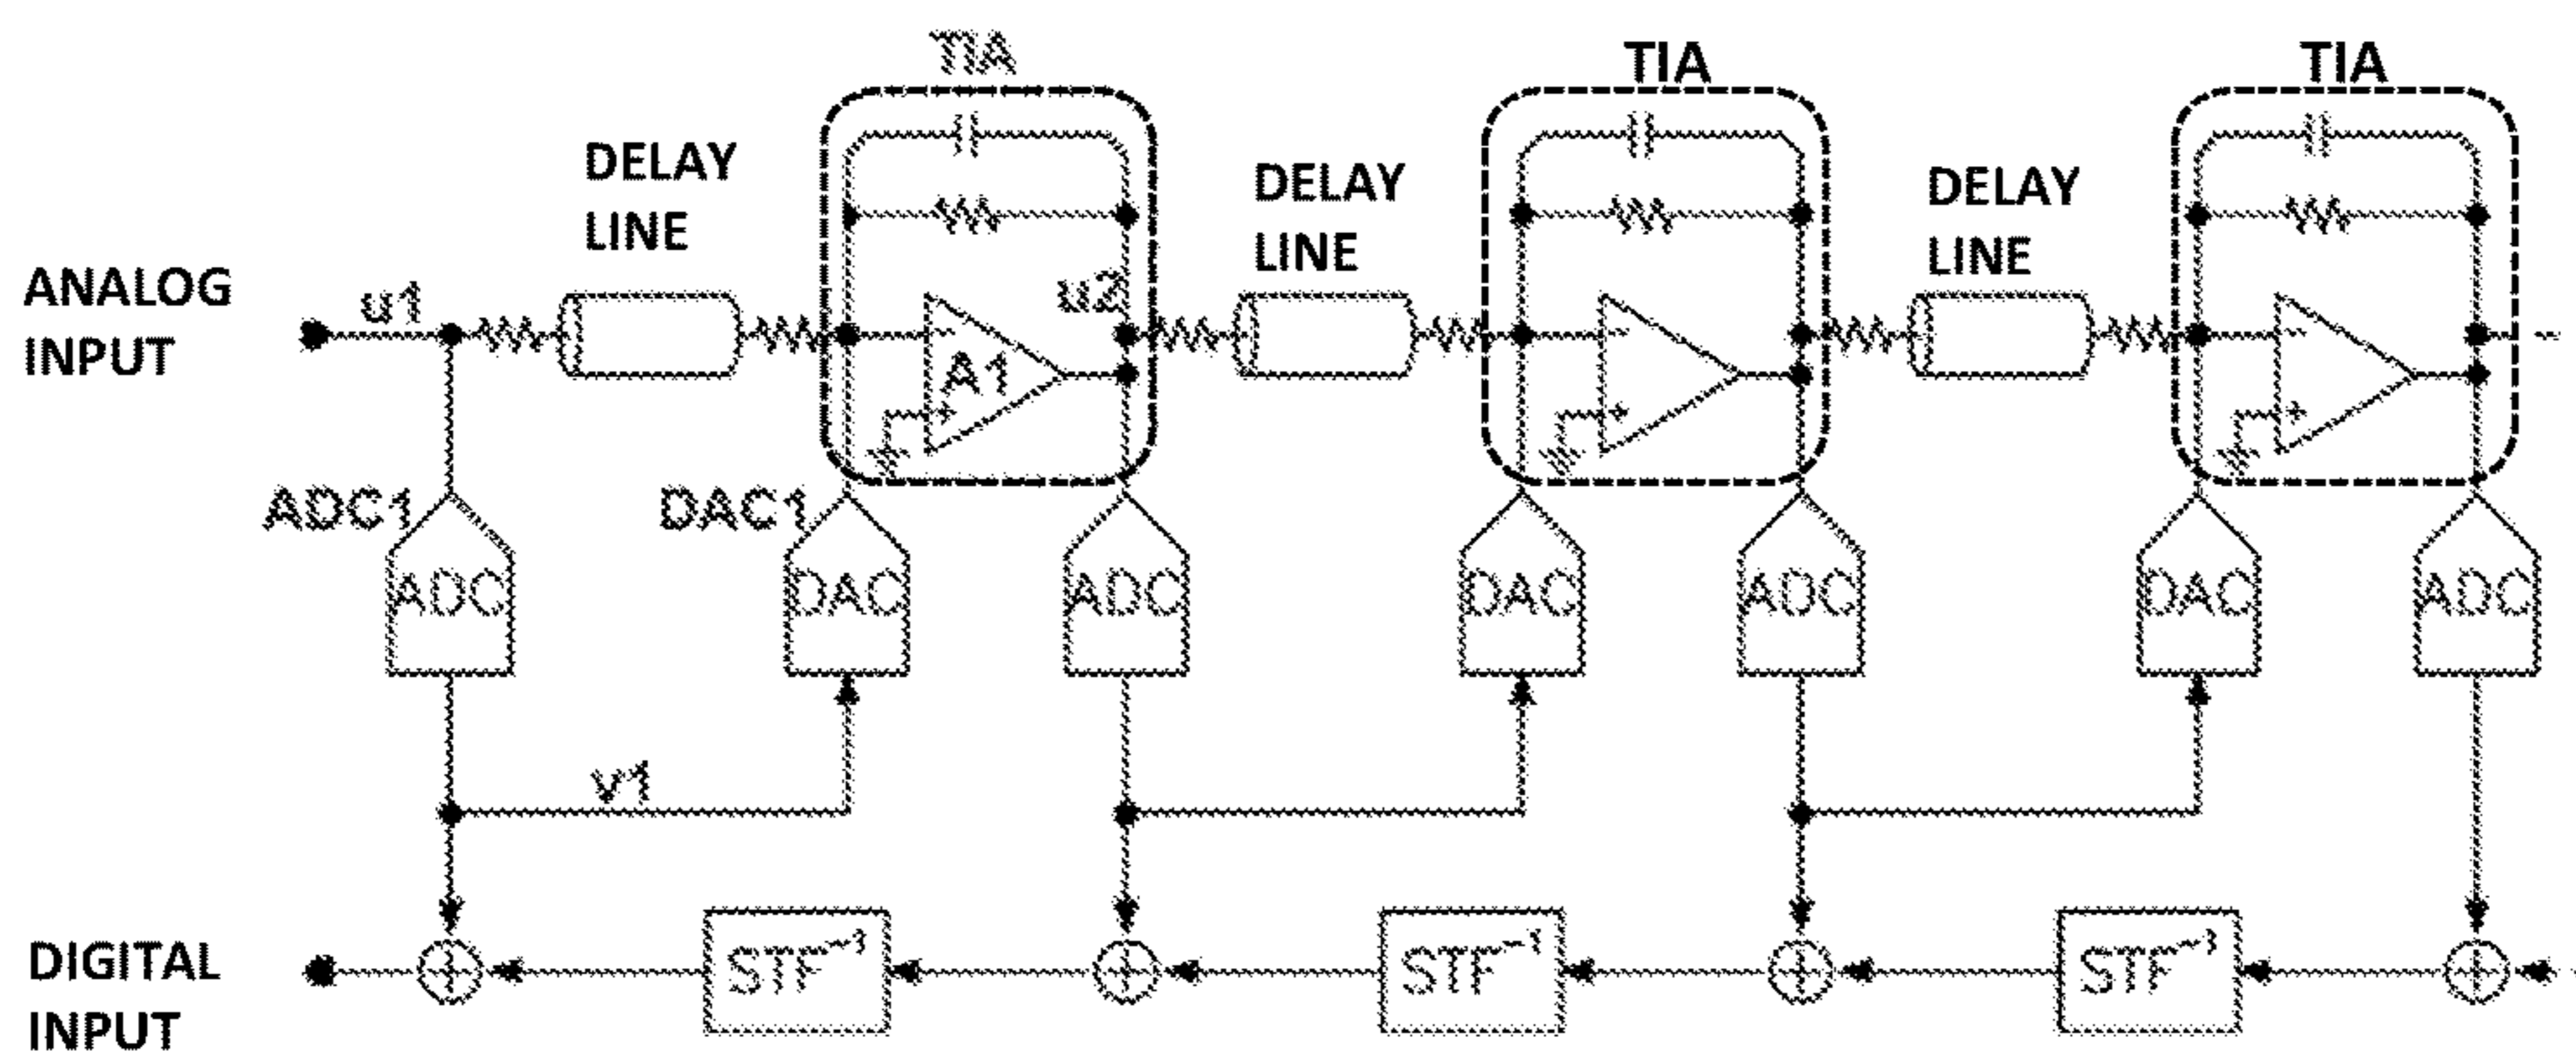 TIA
TIA
TIA
DELAY
LINE
DELAY
LINE
DELAY
LINE
ANALOG
INPUT
u1
u2
A1
−
+
−
+
−
+
ADC1
DAC1
ADC
DAC
ADC
DAC
ADC
DAC
ADC
v1
DIGITAL
INPUT
STF⁻¹
STF⁻¹
STF⁻¹